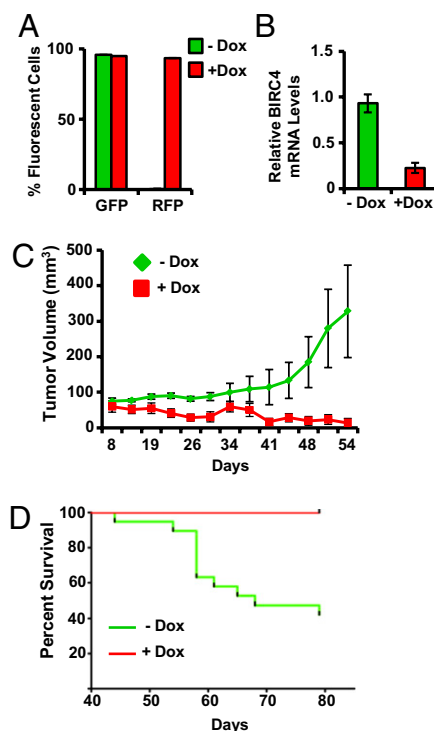 A
% Fluorescent Cells
100
50
0
GFP
RFP
- Dox
+Dox
B
Relative BIRC4
mRNA Levels
1.5
1.0
0.5
0
- Dox
+Dox
C
Tumor Volume (mm3)
500
400
300
200
100
0
8
19
26
34
41
48
54
Days
- Dox
+ Dox
D
Percent Survival
100
80
60
40
20
40
50
60
70
80
Days
- Dox
+ Dox